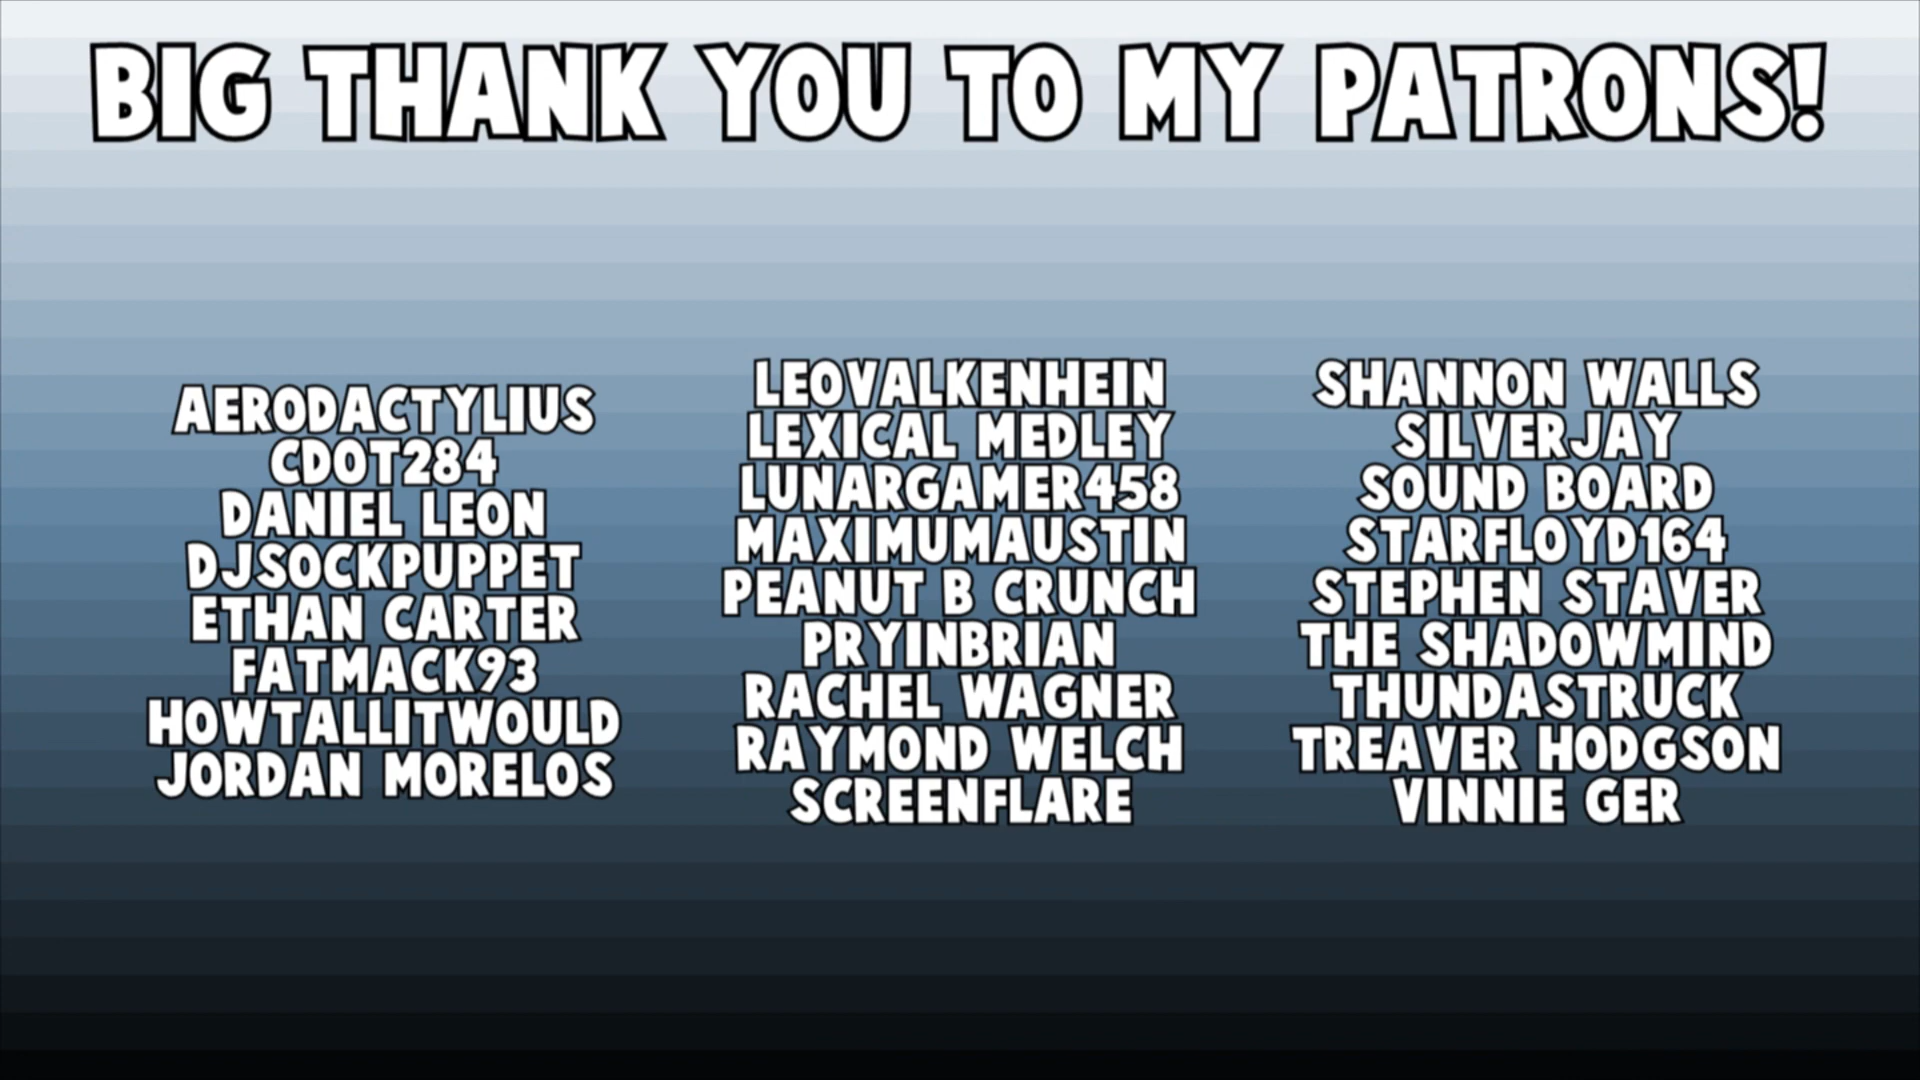 BIG THANK YOU TO MY PATRONS!
AERODACTYLIUS
CDOT284
DANIEL LEON
DJSOCKPUPPET
ETHAN CARTER
FATMACK93
HOWTALLITWOULD
JORDAN MORELOS
LEOVALKENHEIN
LEXICAL MEDLEY
LUNARGAMER458
MAXIMUMAUSTIN
PEANUT B CRUNCH
PRYINBRIAN
RACHEL WAGNER
RAYMOND WELCH
SCREENFLARE
SHANNON WALLS
SILVERJAY
SOUND BOARD
STARFLOYD164
STEPHEN STAVER
THE SHADOWMIND
THUNDASTRUCK
TREAVER HODGSON
VINNIE GER